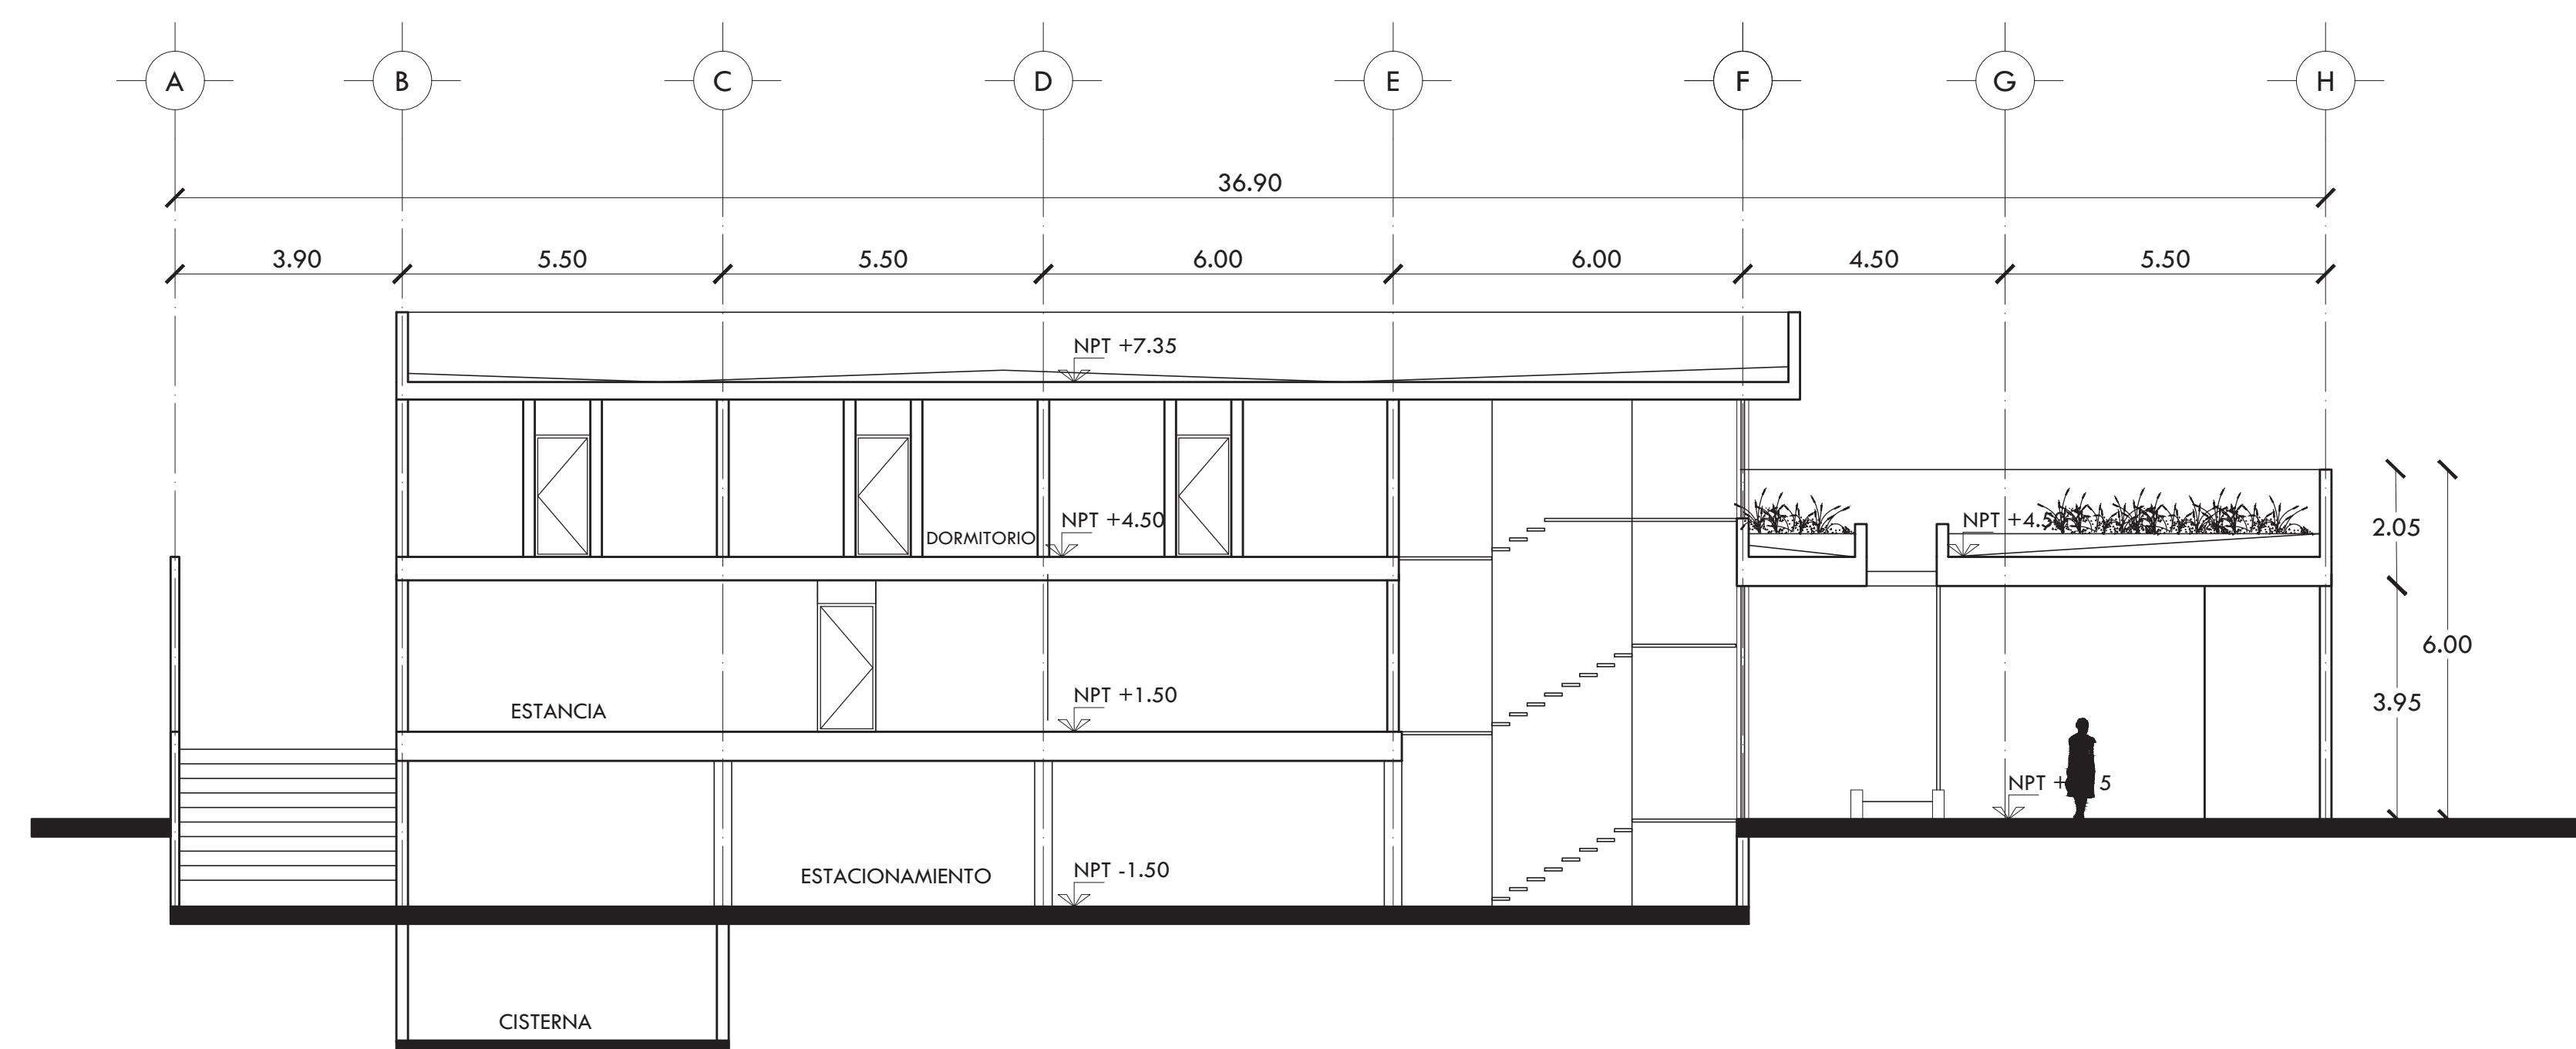 A B C D E F G H
36.90
3.90 5.50 5.50 6.00 6.00 4.50 5.50
NPT +7.35
DORMITORIO NPT +4.50 NPT +4.5
2.05
6.00
ESTANCIA NPT +1.50 3.95
NPT + 5
ESTACIONAMIENTO NPT -1.50
CISTERNA